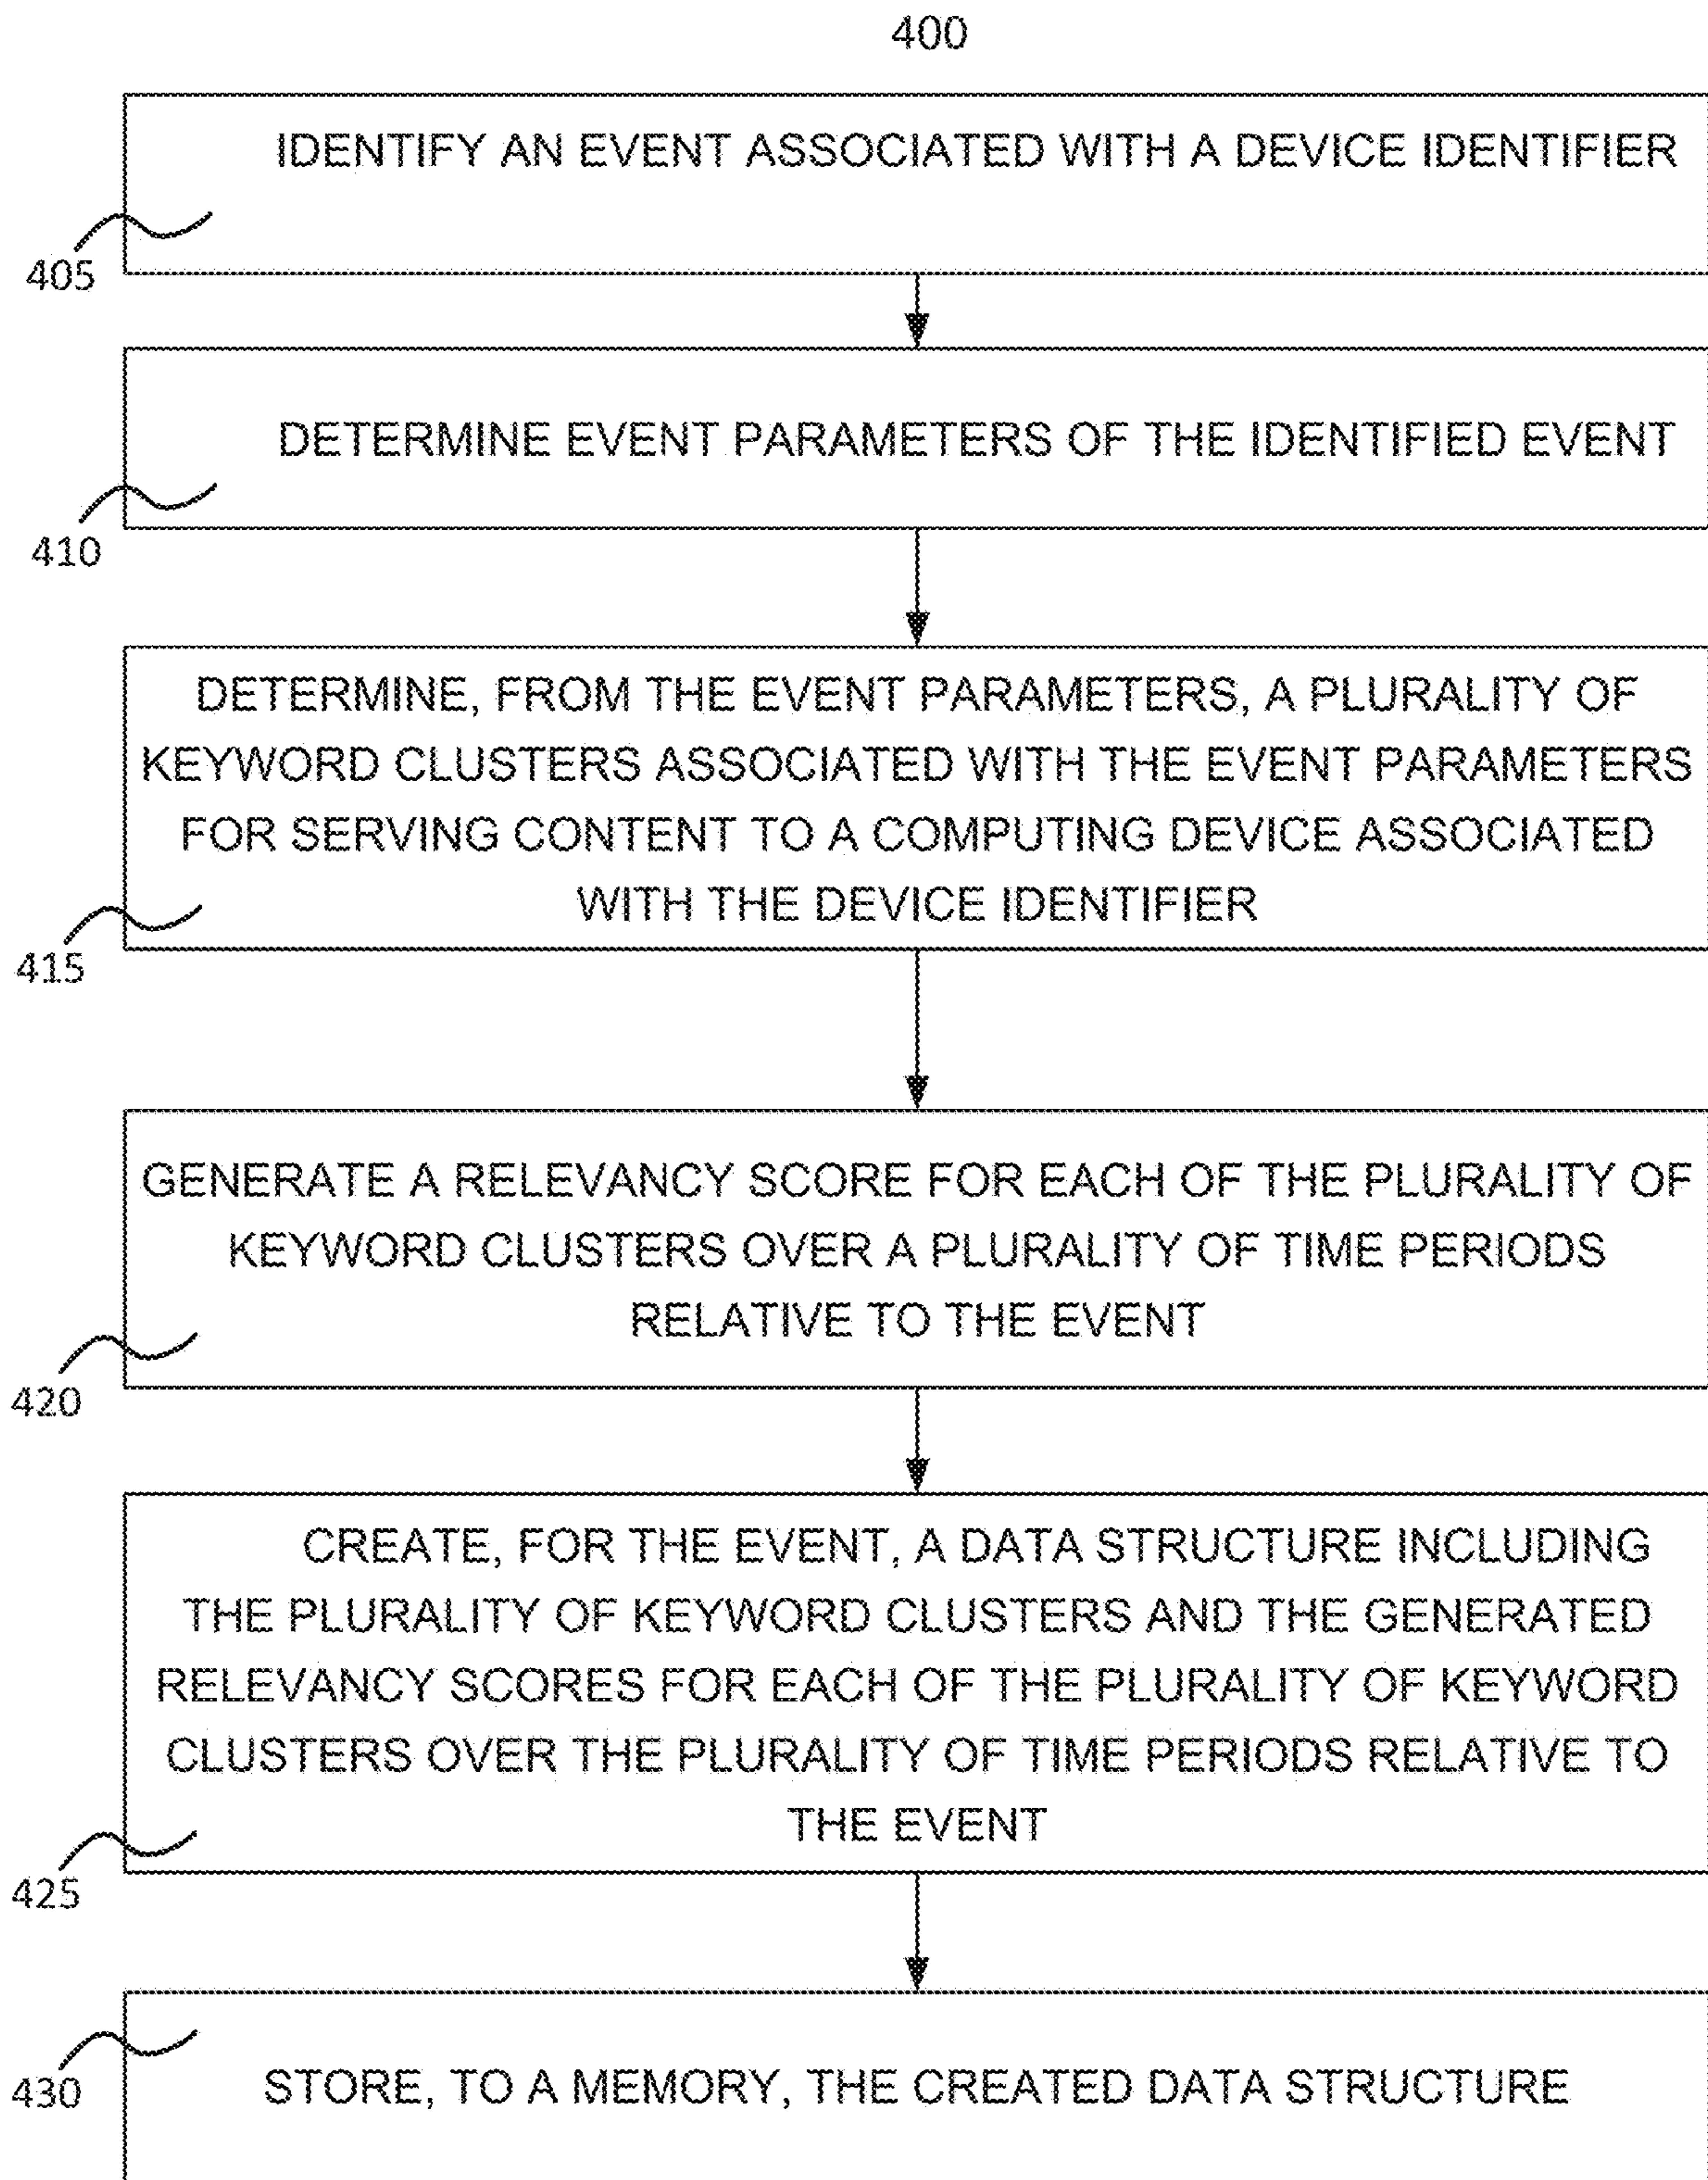 400
IDENTIFY AN EVENT ASSOCIATED WITH A DEVICE IDENTIFIER
405
DETERMINE EVENT PARAMETERS OF THE IDENTIFIED EVENT
410
DETERMINE, FROM THE EVENT PARAMETERS, A PLURALITY OF
KEYWORD CLUSTERS ASSOCIATED WITH THE EVENT PARAMETERS
FOR SERVING CONTENT TO A COMPUTING DEVICE ASSOCIATED
WITH THE DEVICE IDENTIFIER
415
GENERATE A RELEVANCY SCORE FOR EACH OF THE PLURALITY OF
KEYWORD CLUSTERS OVER A PLURALITY OF TIME PERIODS
RELATIVE TO THE EVENT
420
CREATE, FOR THE EVENT, A DATA STRUCTURE INCLUDING
THE PLURALITY OF KEYWORD CLUSTERS AND THE GENERATED
RELEVANCY SCORES FOR EACH OF THE PLURALITY OF KEYWORD
CLUSTERS OVER THE PLURALITY OF TIME PERIODS RELATIVE TO
THE EVENT
425
430
STORE, TO A MEMORY, THE CREATED DATA STRUCTURE